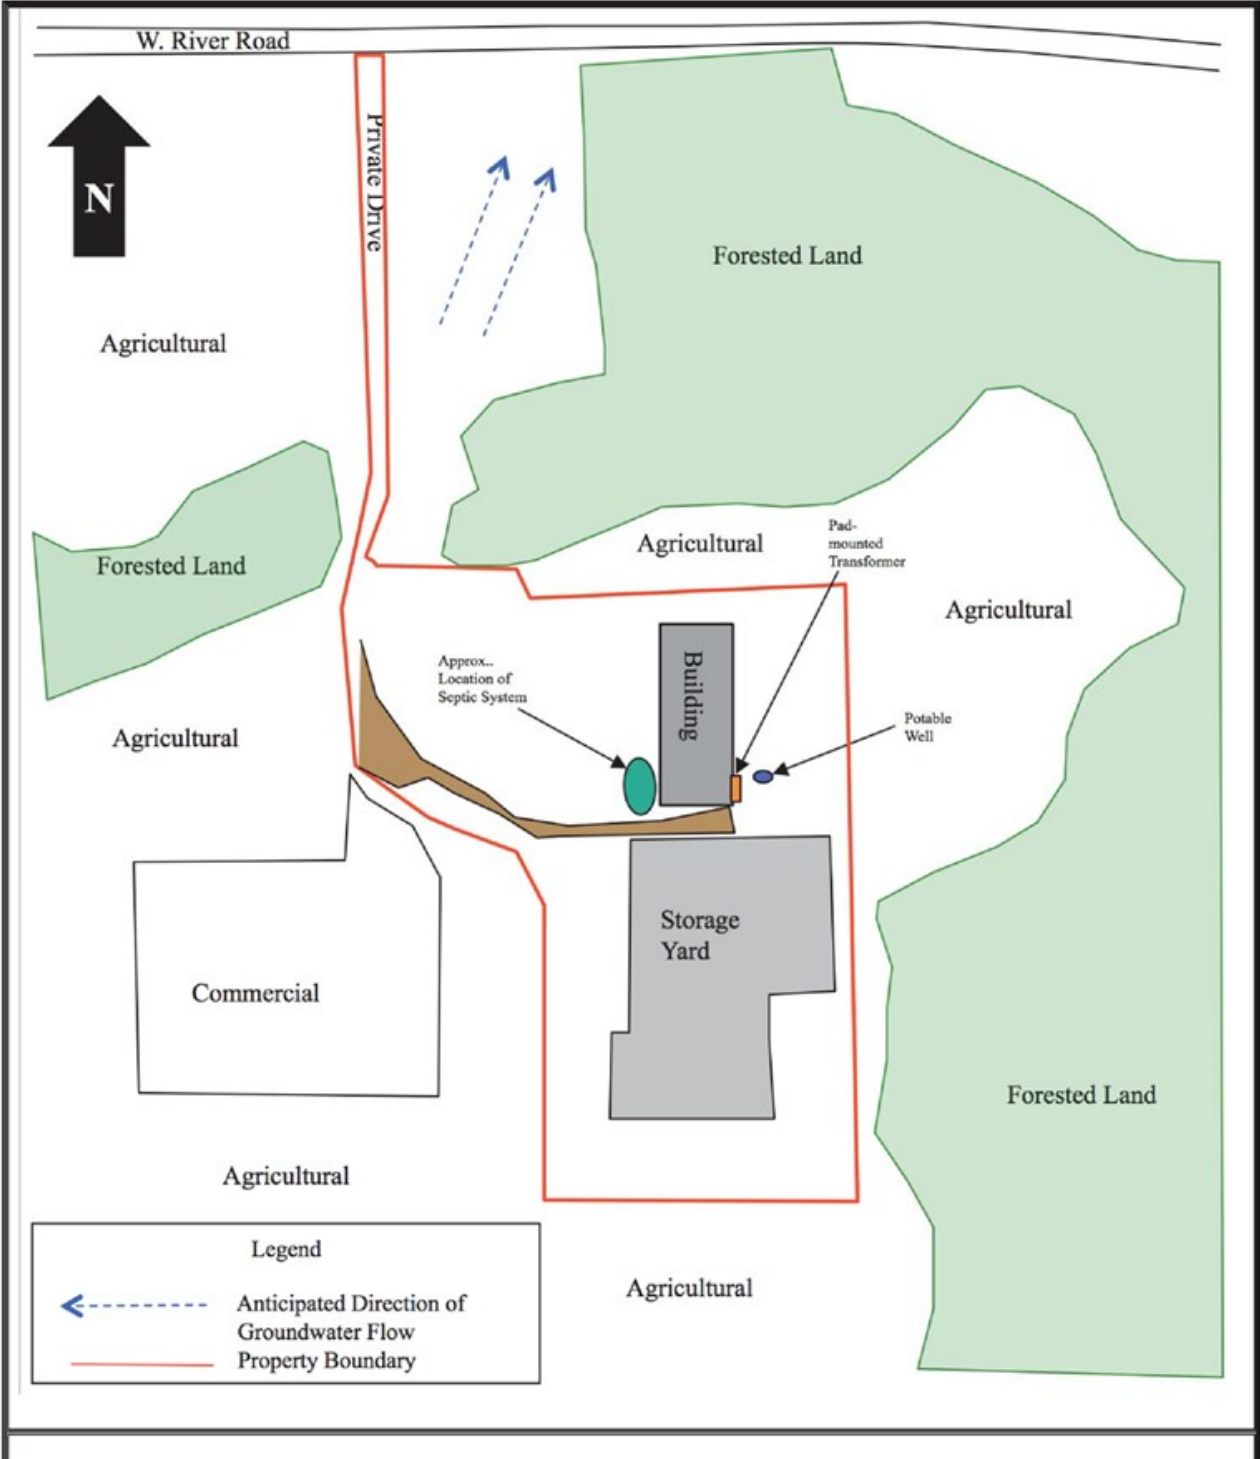 W. River Road
Private Drive
N
Forested Land
Agricultural
Forested Land
Agricultural
Pad-
mounted
Transformer
Agricultural
Approx..
Location of
Septic System
Building
Potable
Well
Agricultural
Storage
Yard
Commercial
Forested Land
Agricultural
Agricultural
Legend
Anticipated Direction of
Groundwater Flow
Property Boundary